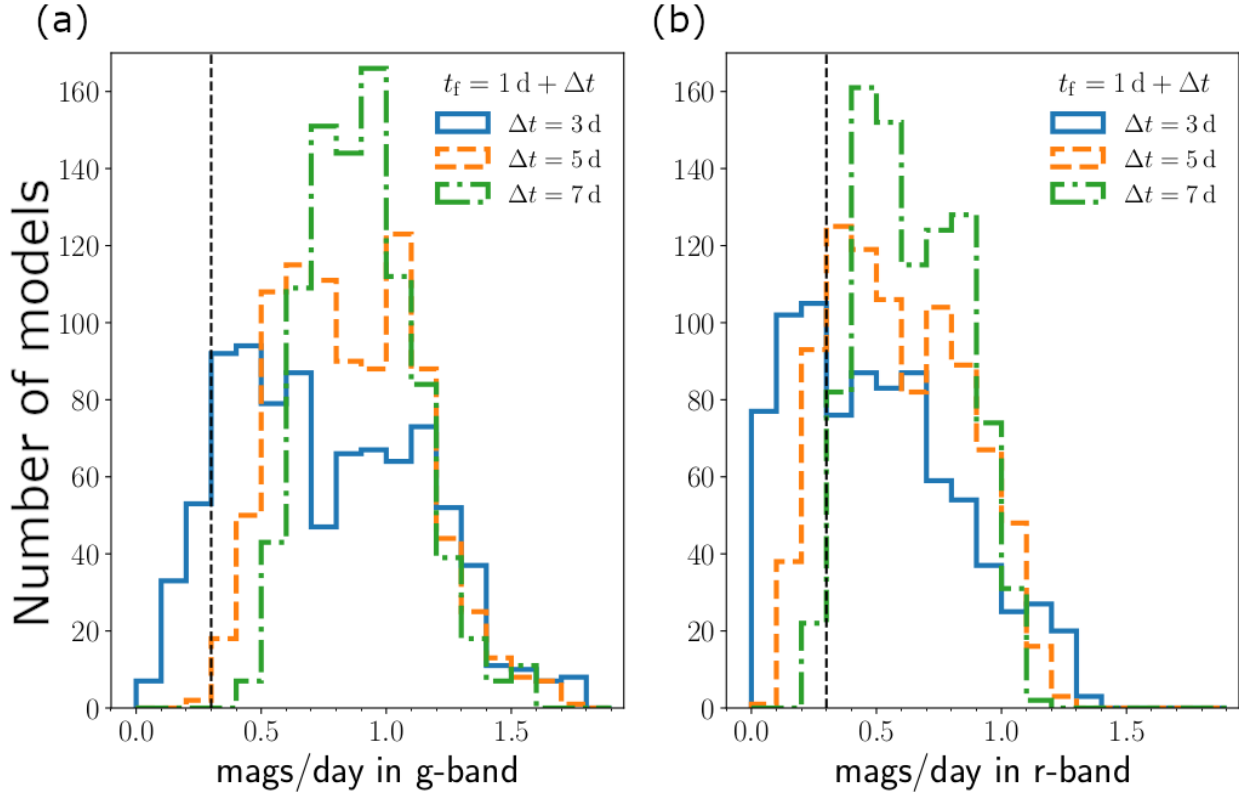 (a)
(b)
Number of models
160
140
120
100
80
60
40
20
0
0.0 0.5 1.0 1.5
mags/day in g-band
t_f = 1 d + Δt
Δt = 3 d
Δt = 5 d
Δt = 7 d
160
140
120
100
80
60
40
20
0
0.0 0.5 1.0 1.5
mags/day in r-band
t_f = 1 d + Δt
Δt = 3 d
Δt = 5 d
Δt = 7 d